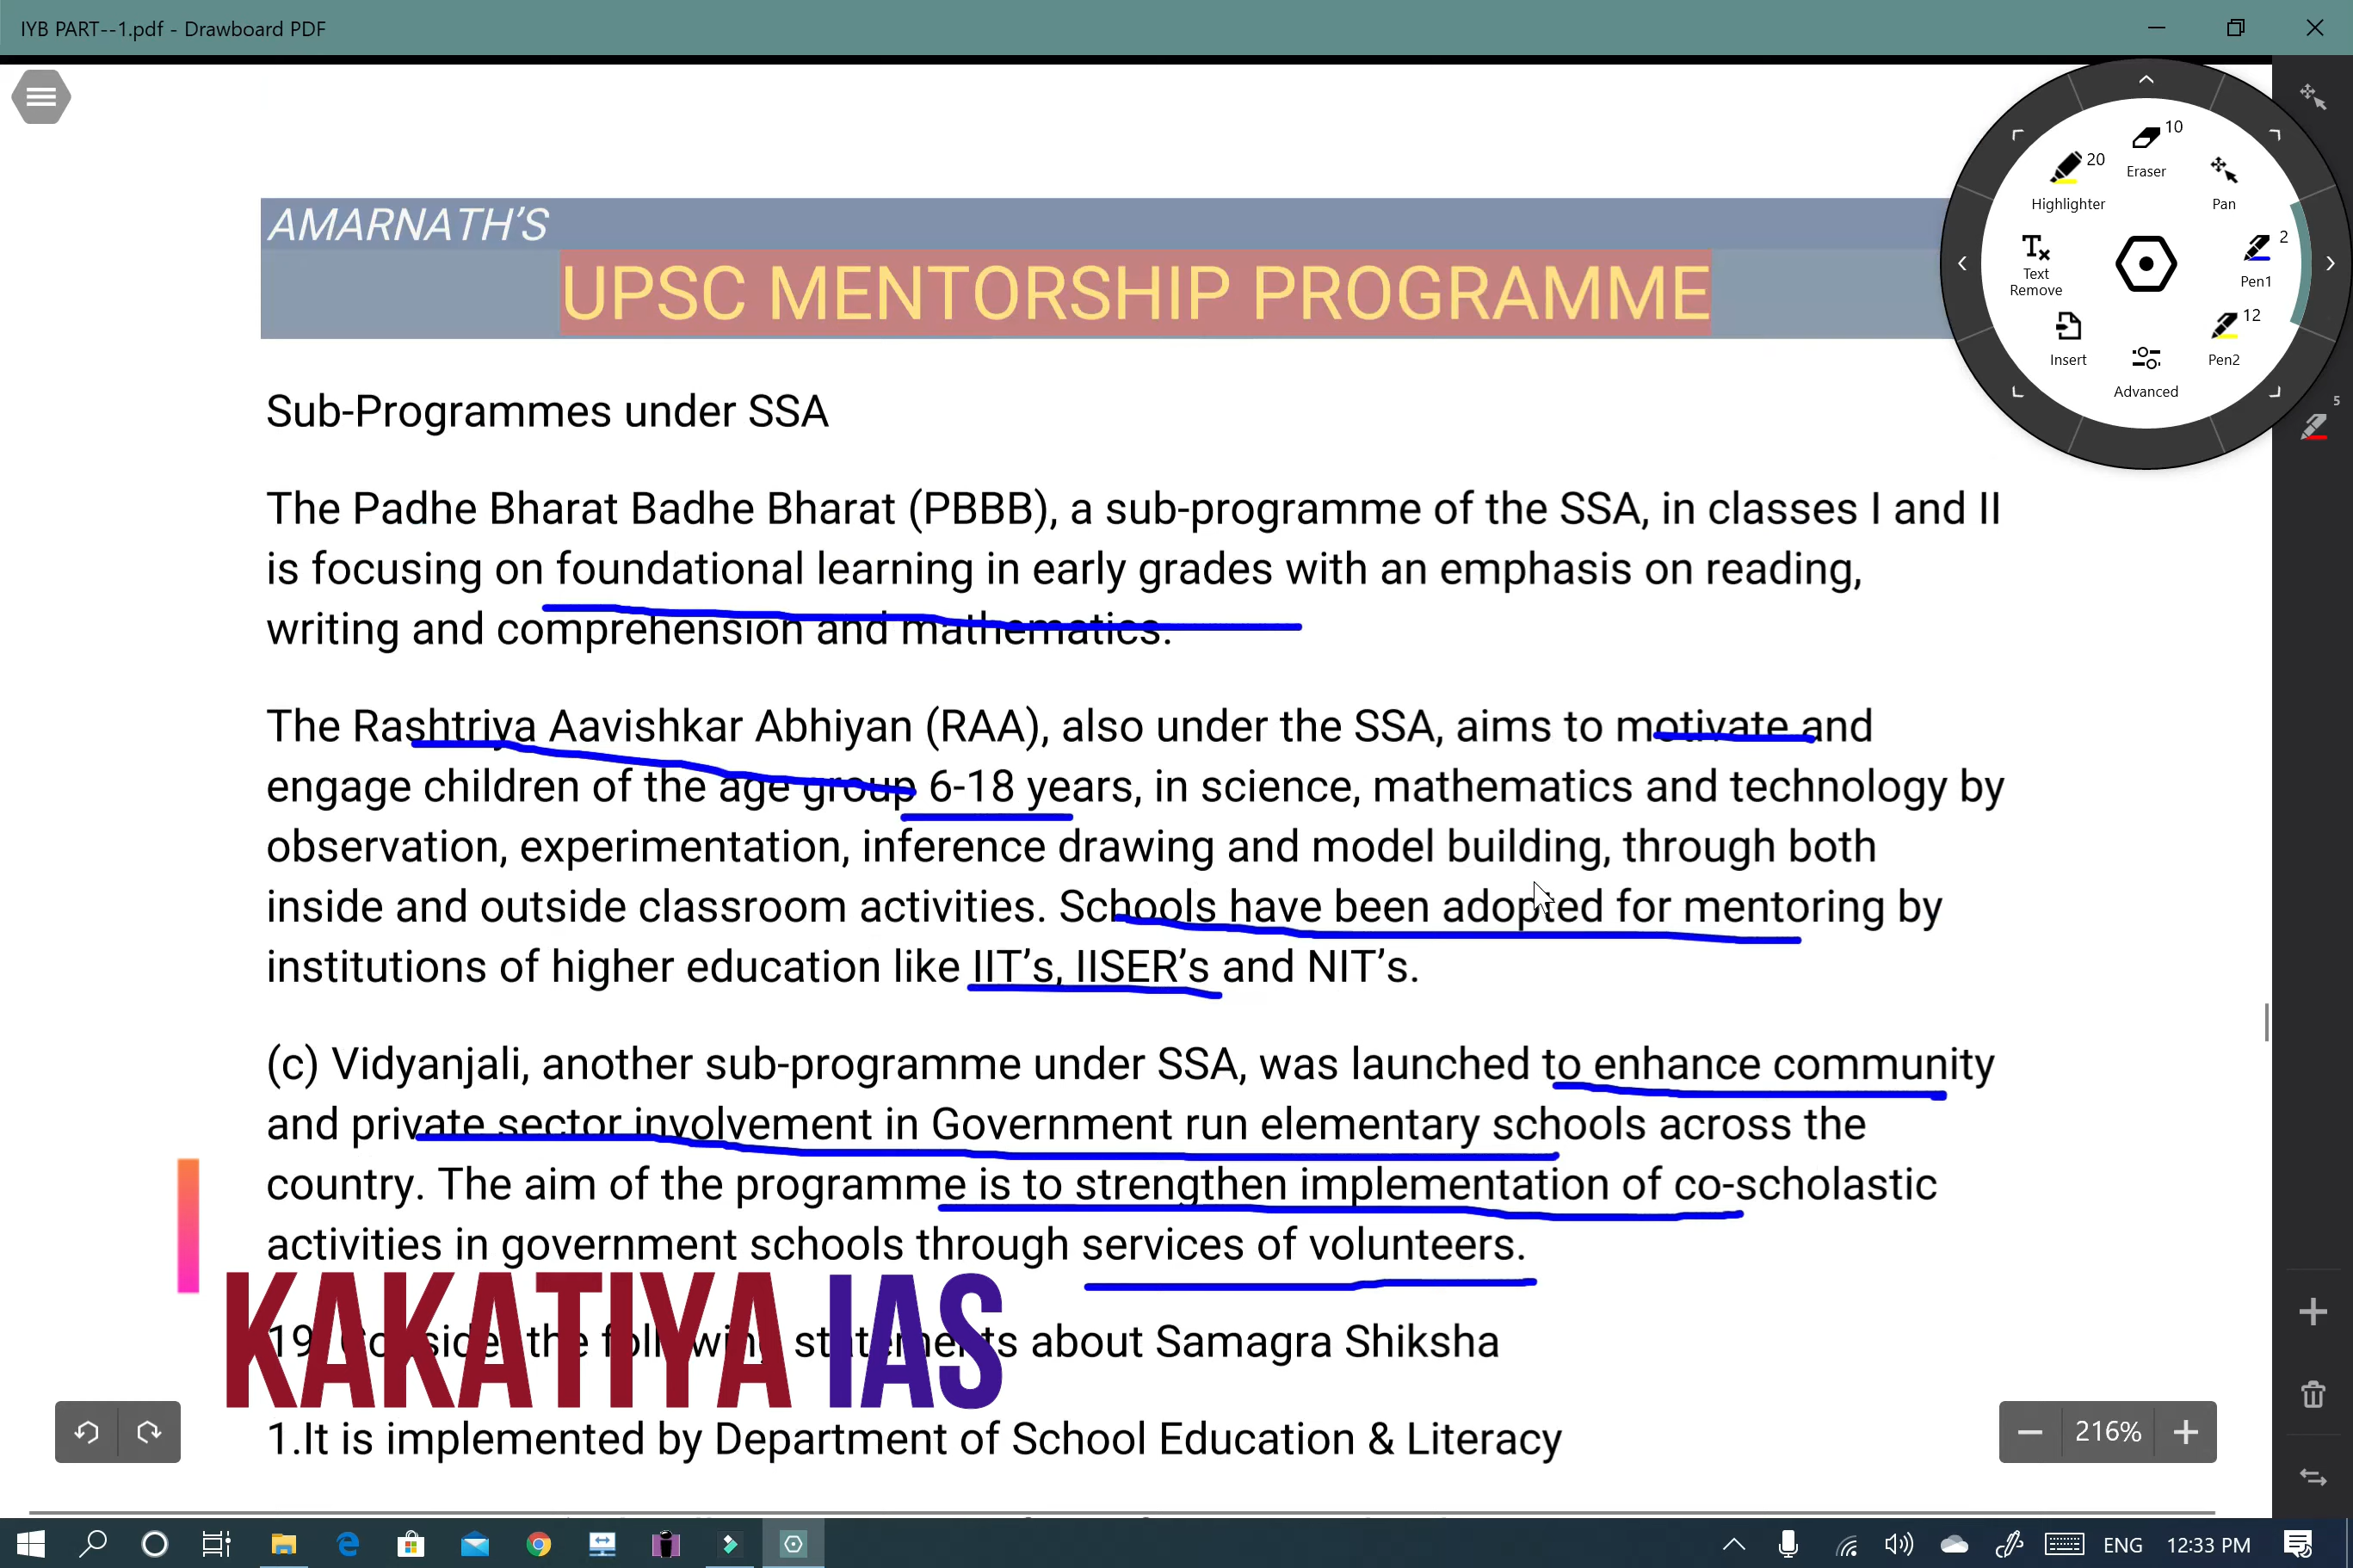 IYB PART--1.pdf - Drawboard PDF
10
Eraser
20
Highlighter
Pan
Text
Remove
2
Pen1
Insert
12
Pen2
Advanced
5
AMARNATH'S
UPSC MENTORSHIP PROGRAMME
Sub-Programmes under SSA
The Padhe Bharat Badhe Bharat (PBBB), a sub-programme of the SSA, in classes I and II
is focusing on foundational learning in early grades with an emphasis on reading,
writing and comprehension and mathematics.
The Rashtriya Aavishkar Abhiyan (RAA), also under the SSA, aims to motivate and
engage children of the age group 6-18 years, in science, mathematics and technology by
observation, experimentation, inference drawing and model building, through both
inside and outside classroom activities. Schools have been adopted for mentoring by
institutions of higher education like IIT’s, IISER’s and NIT’s.
(c) Vidyanjali, another sub-programme under SSA, was launched to enhance community
and private sector involvement in Government run elementary schools across the
country. The aim of the programme is to strengthen implementation of co-scholastic
activities in government schools through services of volunteers.
KAKATIYA IAS
19. Consider the following statements about Samagra Shiksha
1.It is implemented by Department of School Education & Literacy
216%
ENG
12:33 PM